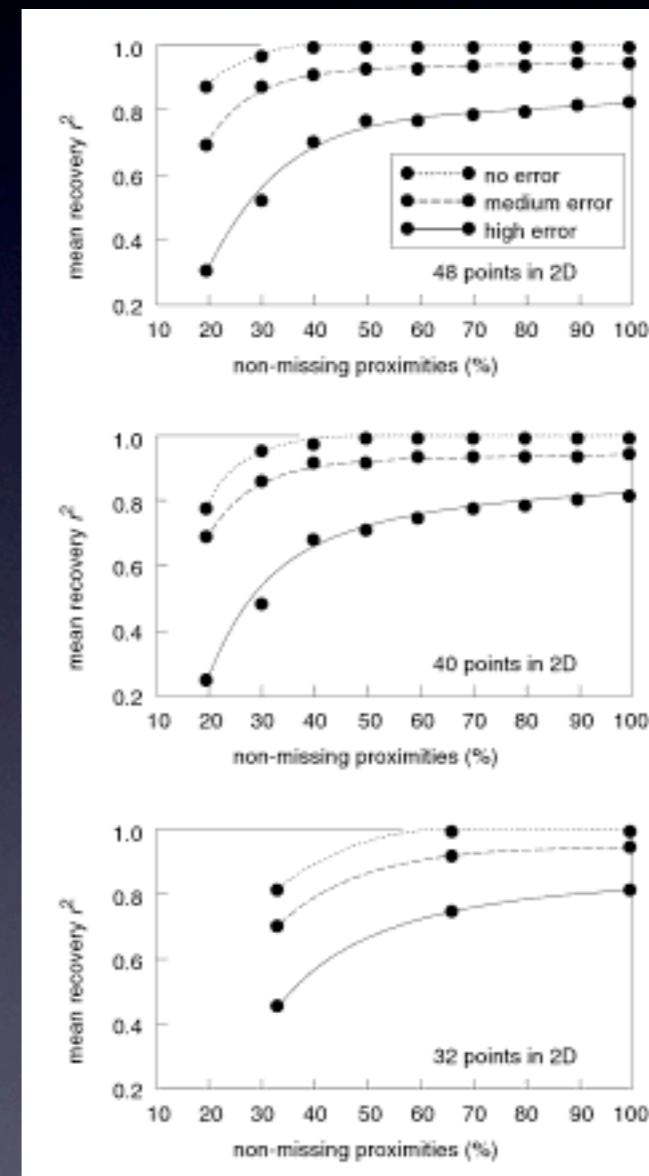 mean recovery r²
1.0
0.8
0.6
0.4
0.2
no error
medium error
high error
48 points in 2D
10 20 30 40 50 60 70 80 90 100
non-missing proximities (%)
mean recovery r²
1.0
0.8
0.6
0.4
0.2
40 points in 2D
10 20 30 40 50 60 70 80 90 100
non-missing proximities (%)
mean recovery r²
1.0
0.8
0.6
0.4
0.2
32 points in 2D
10 20 30 40 50 60 70 80 90 100
non-missing proximities (%)